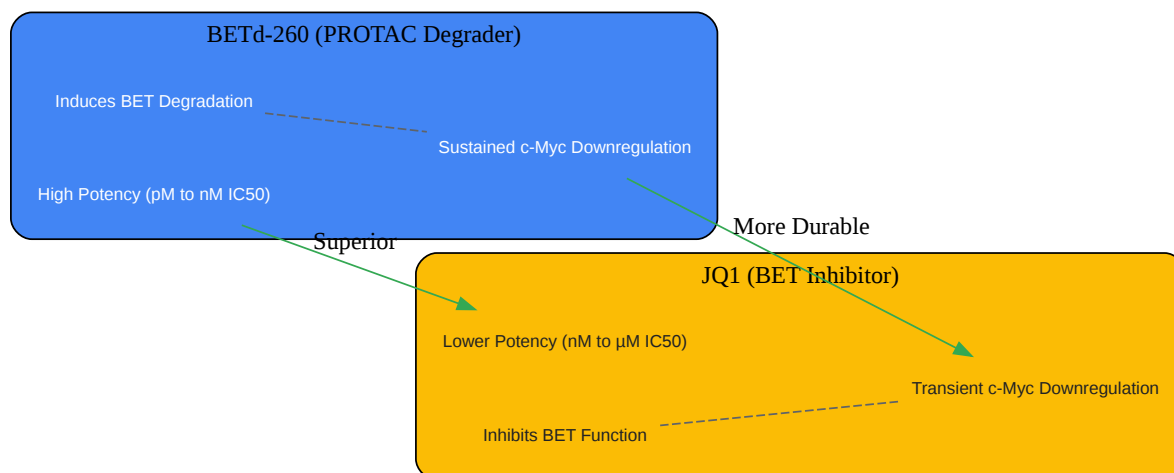 BETd-260 (PROTAC Degrader)
Induces BET Degradation
Sustained c-Myc Downregulation
High Potency (pM to nM IC50)
Superior
More Durable
JQ1 (BET Inhibitor)
Lower Potency (nM to µM IC50)
Transient c-Myc Downregulation
Inhibits BET Function